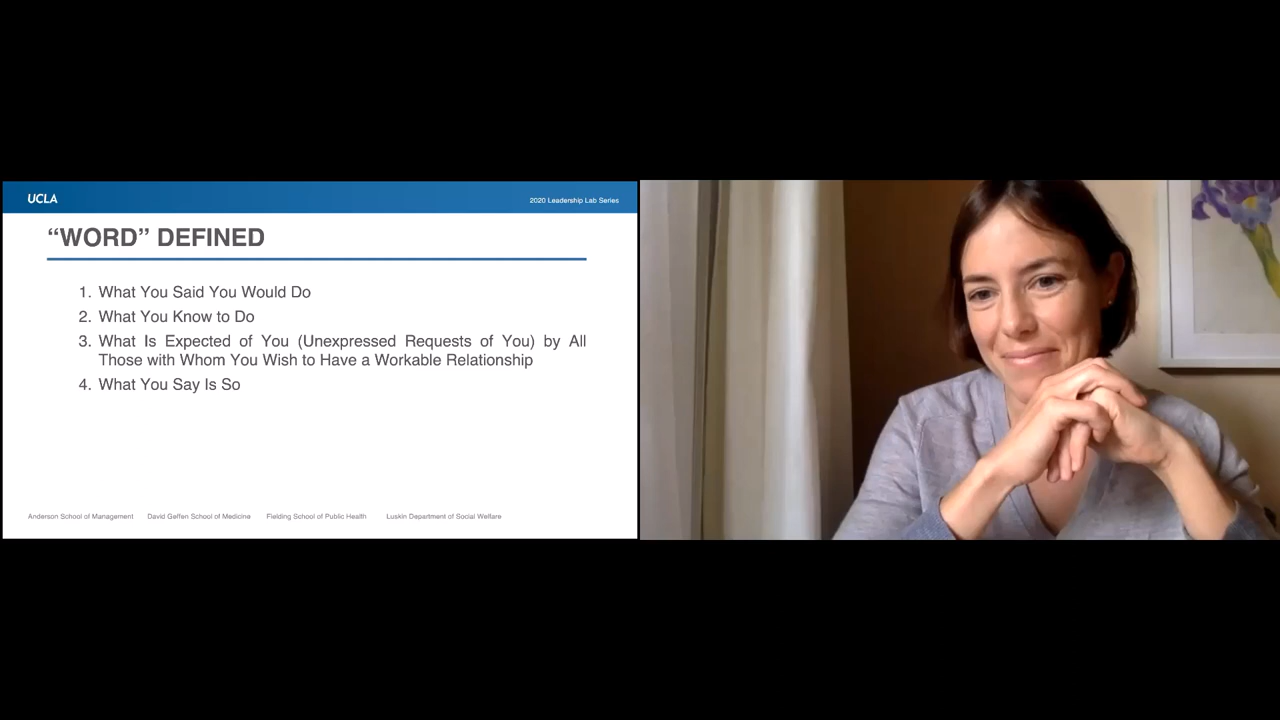 UCLA
2020 Leadership Lab Series
“WORD” DEFINED
1. What You Said You Would Do
2. What You Know to Do
3. What Is Expected of You (Unexpressed Requests of You) by All
Those with Whom You Wish to Have a Workable Relationship
4. What You Say Is So
Anderson School of Management David Geffen School of Medicine Fielding School of Public Health Luskin Department of Social Welfare